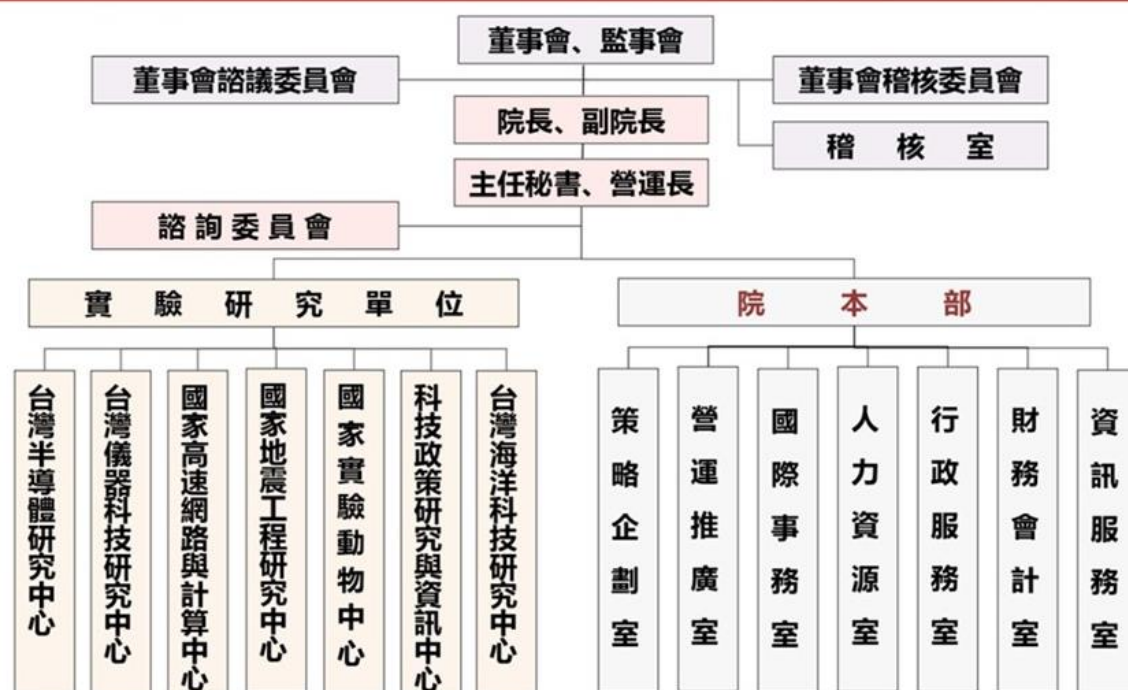 董事會、監事會
董事會諮議委員會
董事會稽核委員會
院長、副院長
稽核室
主任秘書、營運長
諮詢委員會
實驗研究單位
院本部
台灣半導體研究中心
台灣儀器科技研究中心
國家高速網路與計算中心
國家地震工程研究中心
國家實驗動物中心
科技政策研究與資訊中心
台灣海洋科技研究中心
策略企劃室
營運推廣室
國際事務室
人力資源室
行政服務室
財務會計室
資訊服務室